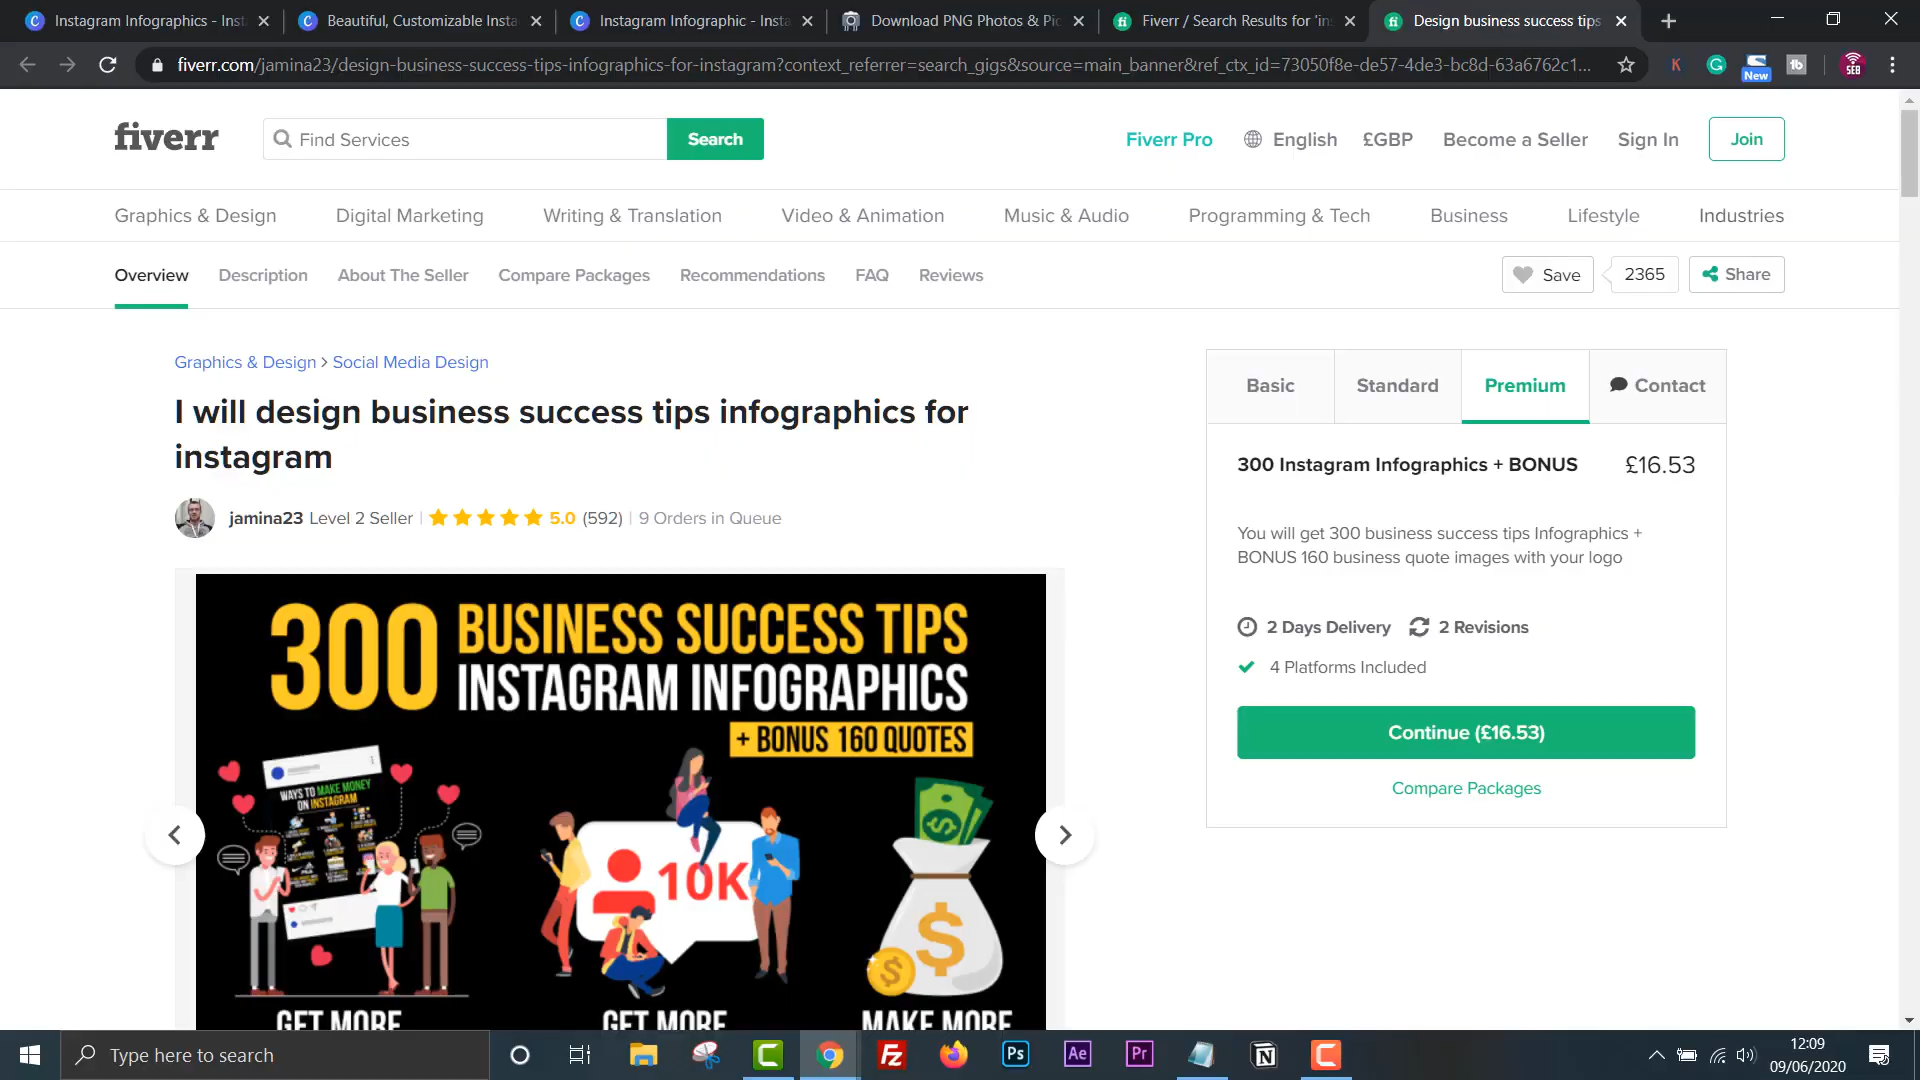 Instagram Infographics - Inst
Beautiful, Customizable Insta
Instagram Infographic - Insta
Download PNG Photos & Pic
Fiverr / Search Results for 'in
Design business success tips
fiverr.com/jamina23/design-business-success-tips-infographics-for-instagram?context_referrer=search_gigs&source=main_banner&ref_ctx_id=73050f8e-de57-4de3-bc8d-63a6762c1...
New
SEB
fiverr
Find Services
Search
Fiverr Pro
English
£GBP
Become a Seller
Sign In
Join
Graphics & Design
Digital Marketing
Writing & Translation
Video & Animation
Music & Audio
Programming & Tech
Business
Lifestyle
Industries
Overview
Description
About The Seller
Compare Packages
Recommendations
FAQ
Reviews
Save
2365
Share
Graphics & Design > Social Media Design
I will design business success tips infographics for
instagram
jamina23 Level 2 Seller 5.0 (592) 9 Orders in Queue
300 BUSINESS SUCCESS TIPS
INSTAGRAM INFOGRAPHICS
+ BONUS 160 QUOTES
WAYS TO MAKE MONEY
ON INSTAGRAM
10K
GET MORE
GET MORE
MAKE MORE
Basic
Standard
Premium
Contact
300 Instagram Infographics + BONUS
£16.53
You will get 300 business success tips Infographics +
BONUS 160 business quote images with your logo
2 Days Delivery
2 Revisions
4 Platforms Included
Continue (£16.53)
Compare Packages
Type here to search
Ps
Ae
Pr
12:09
09/06/2020